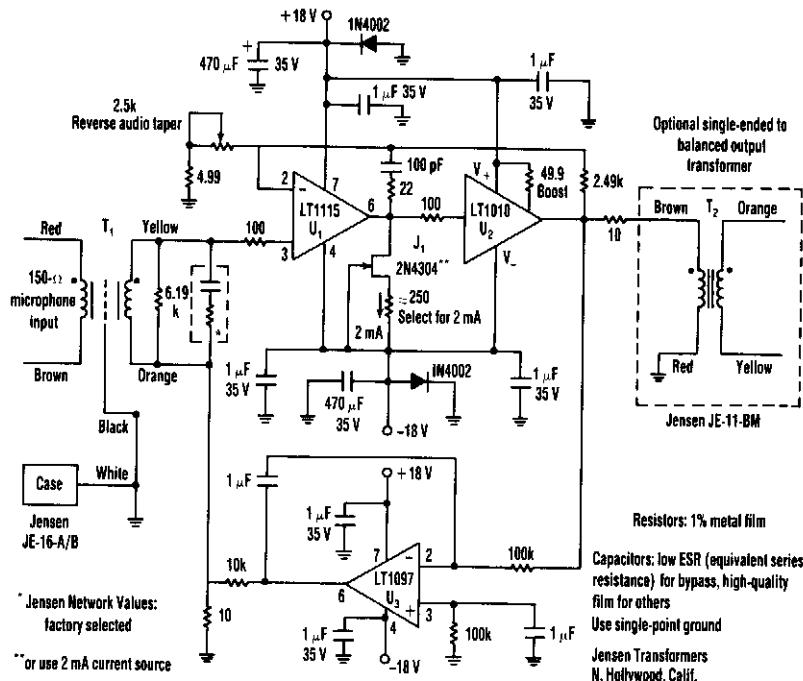 +18 V
1N4002
+
470 μF
35 V
1 μF 35 V
1 μF
35 V
2.5k
Reverse audio taper
4.99
100 pF
22
V+
49.9
Boost
2.49k
Optional single-ended to
balanced output
transformer
2
−
7
LT1115
U1
6
3
4
100
LT1010
U2
V−
10
Brown
T2
Orange
Red
Yellow
Jensen JE-11-BM
Red
T1
Yellow
100
150-Ω
microphone
input
6.19
k
*
Brown
Orange
Black
White
Case
Jensen
JE-16-A/B
J1
2N4304**
≈250
Select for 2 mA
2 mA
1 μF
35 V
470 μF
35 V
iN4002
1 μF
35 V
−18 V
1 μF
+18 V
1 μF
35 V
7
2
−
LT1097
U3
6
+
3
4
100k
10k
10
100k
1 μF
1 μF
35 V
−18 V
Resistors: 1% metal film
Capacitors: low ESR (equivalent series
resistance) for bypass, high-quality
film for others
Use single-point ground
Jensen Transformers
N. Hollywood, Calif.
* Jensen Network Values:
factory selected
**or use 2 mA current source